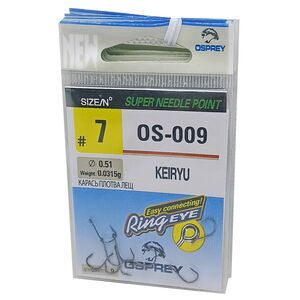 NEW
OSPREY
SIZE/N°
SUPER NEEDLE POINT
# 7
OS-009
Ø 0.51
Weight: 0.0315g
KEIRYU
КАРАСЬ ПЛОТВА ЛЕЩ
Easy connecting!
Ring EYE
OSPREY